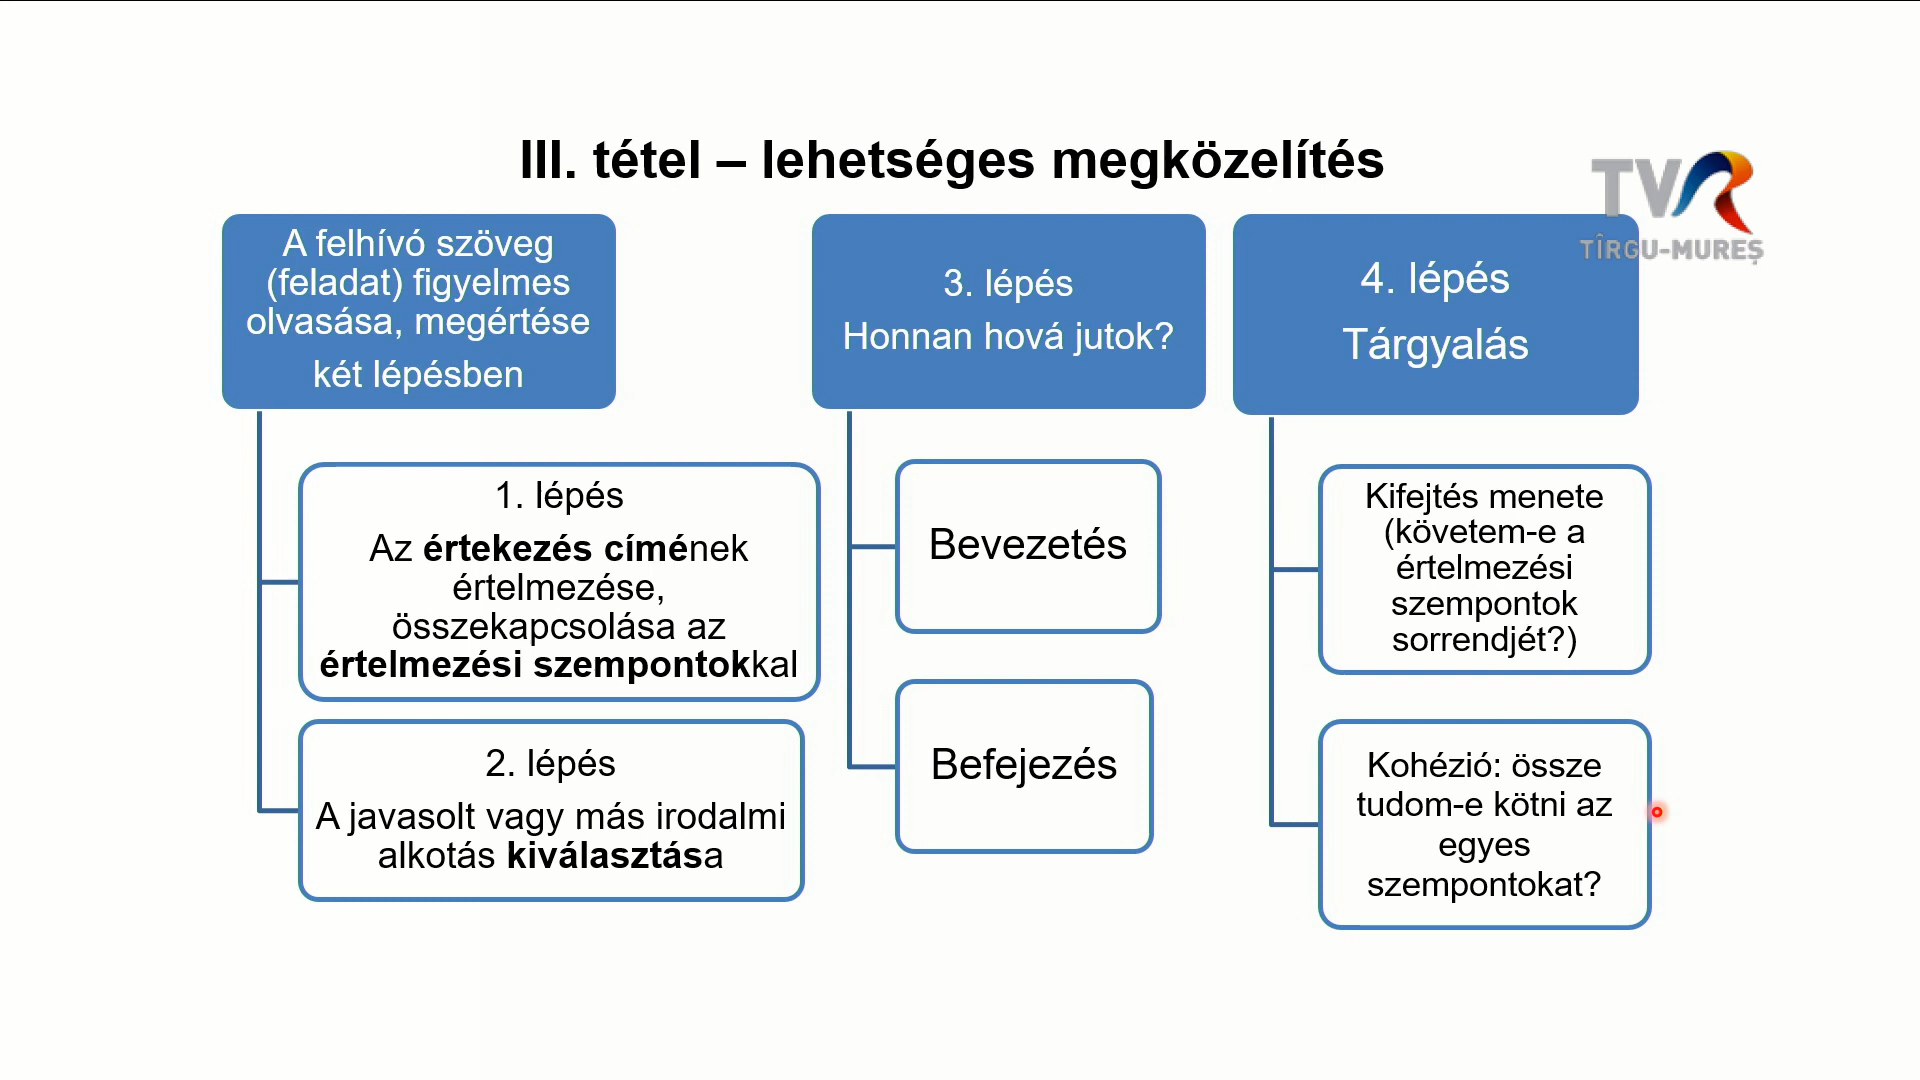 III. tétel – lehetséges megközelítés
TVR
TÎRGU-MUREȘ
A felhívó szöveg
(feladat) figyelmes
olvasása, megértése
két lépésben
1. lépés
Az értekezés címének
értelmezése,
összekapcsolása az
értelmezési szempontokkal
2. lépés
A javasolt vagy más irodalmi
alkotás kiválasztása
3. lépés
Honnan hová jutok?
Bevezetés
Befejezés
4. lépés
Tárgyalás
Kifejtés menete
(követem-e a
értelmezési
szempontok
sorrendjét?)
Kohézió: össze
tudom-e kötni az
egyes
szempontokat?